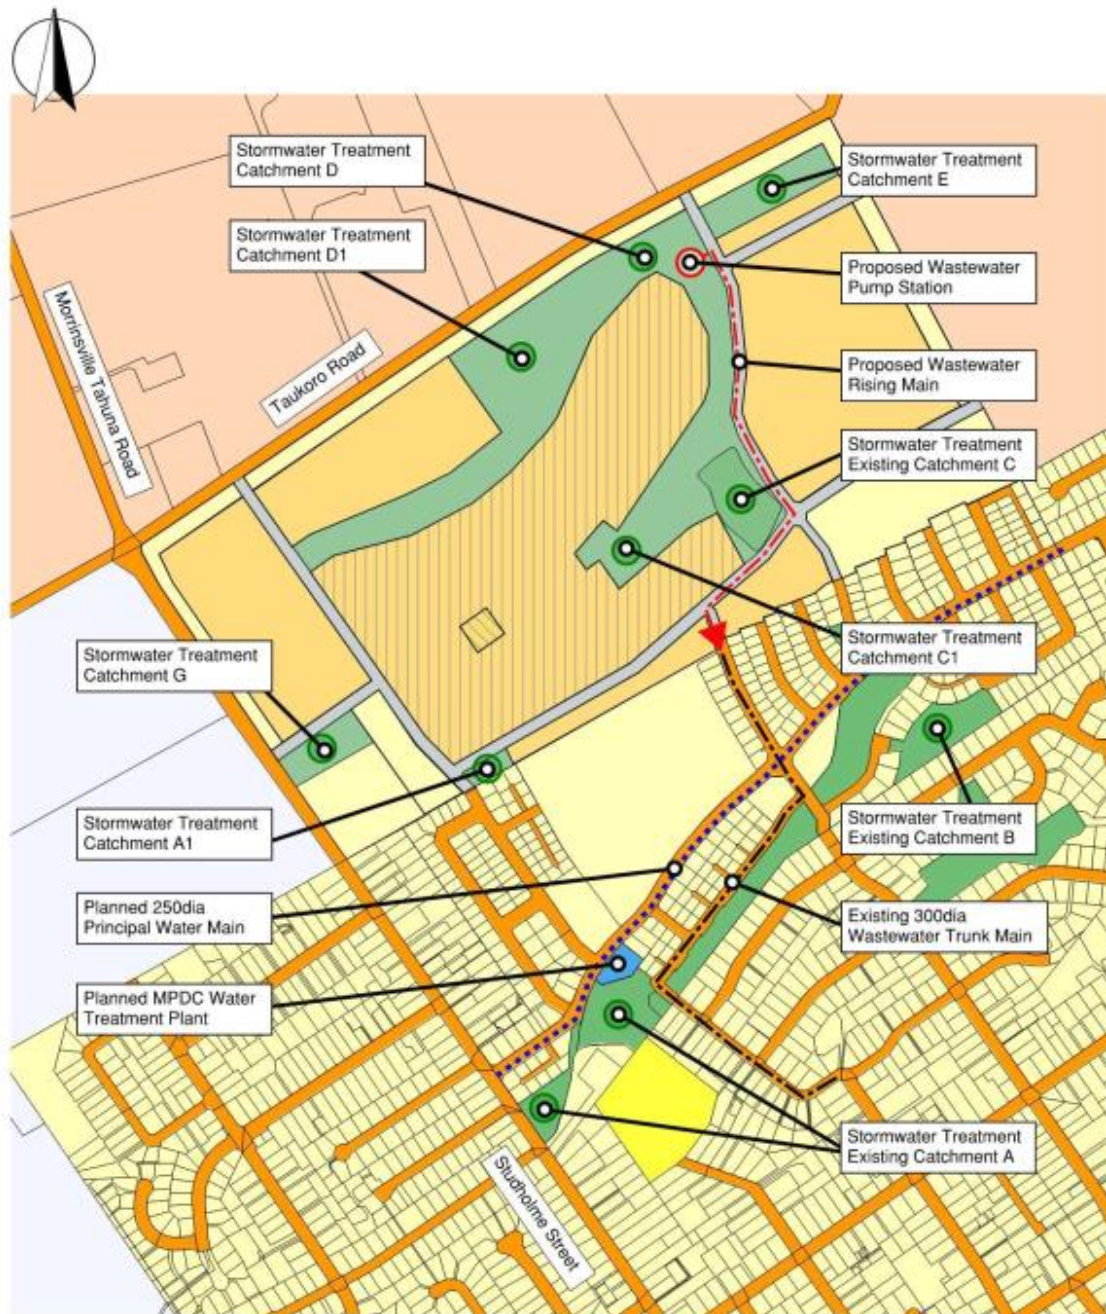 Stormwater Treatment
Catchment D
Stormwater Treatment
Catchment E
Stormwater Treatment
Catchment D1
Proposed Wastewater
Pump Station
Morrinsville Tahuna Road
Taukoro Road
Proposed Wastewater
Rising Main
Stormwater Treatment
Existing Catchment C
Stormwater Treatment
Catchment G
Stormwater Treatment
Catchment C1
Stormwater Treatment
Catchment A1
Stormwater Treatment
Existing Catchment B
Planned 250dia
Principal Water Main
Existing 300dia
Wastewater Trunk Main
Planned MPDC Water
Treatment Plant
Stormwater Treatment
Existing Catchment A
Studholme Street